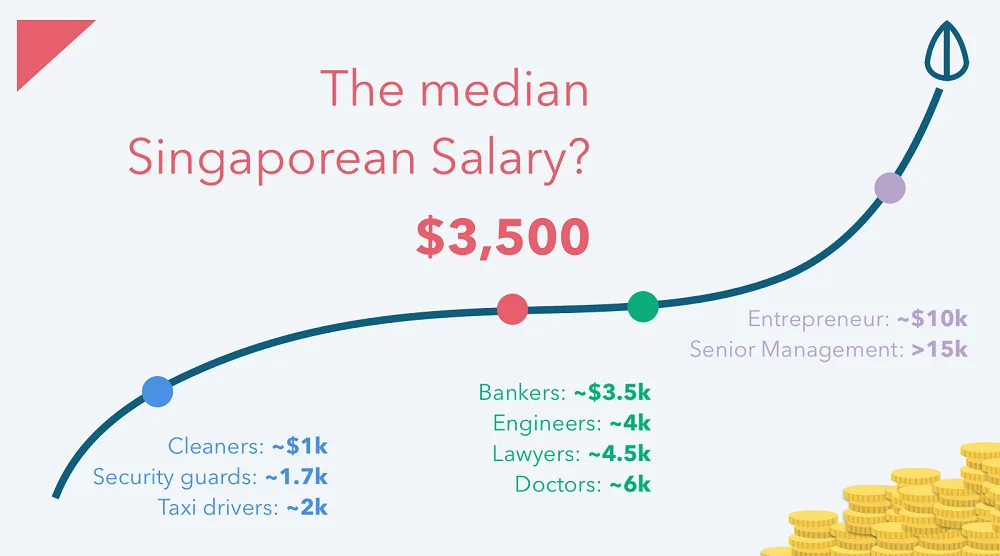 The median
Singaporean Salary?
$3,500
Entrepreneur: ~$10k
Senior Management: >15k
Bankers: ~$3.5k
Engineers: ~4k
Lawyers: ~4.5k
Doctors: ~6k
Cleaners: ~$1k
Security guards: ~1.7k
Taxi drivers: ~2k